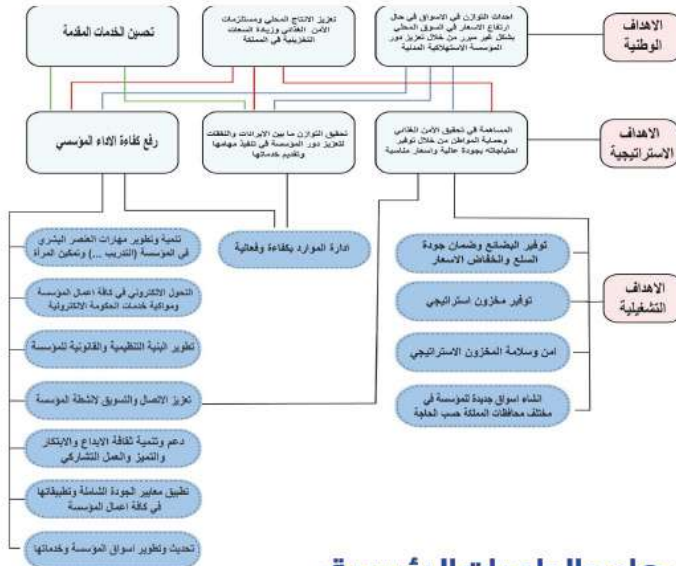 الاهداف
الوطنية
احداث التوازن في الاسواق في حال
ارتفاع الاسعار في السوق المحلي
بشكل غير مبرر من خلال تعزيز دور
المؤسسة الاستهلاكية المدنية
تعزيز الانتاج المحلي ومستلزمات
الامن الغذائي وزيادة السعات
التخزينية في المملكة
تحسين الخدمات المقدمة
الاهداف
الاستراتيجية
المساهمة في تحقيق الأمن الغذائي
وحماية المواطن من خلال توفير
احتياجاته بجودة عالية واسعار مناسبة
تحقيق التوازن ما بين الايرادات والنفقات
لتعزيز دور المؤسسة في تنفيذ مهامها
وتقديم خدماتها
رفع كفاءة الاداء المؤسسي
الاهداف
التشغيلية
توفير البضائع وضمان جودة
السلع وانخفاض الاسعار
توفير مخزون استراتيجي
امن وسلامة المخزون الاستراتيجي
انشاء اسواق جديدة للمؤسسة في
مختلف محافظات المملكة حسب الحاجة
ادارة الموارد بكفاءة وفعالية
تنمية وتطوير مهارات العنصر البشري
في المؤسسة (التدريب ...) وتمكين المرأة
التحول الالكتروني في كافة اعمال المؤسسة
ومواكبة خدمات الحكومة الالكترونية
تطوير البنية التنظيمية والقانونية للمؤسسة
تعزيز الاتصال والتسويق لانشطة المؤسسة
دعم وتنمية ثقافة الابداع والابتكار
والتميز والعمل التشاركي
تطبيق معايير الجودة الشاملة وتطبيقاتها
في كافة اعمال المؤسسة
تحديث وتطوير اسواق المؤسسة وخدماتها